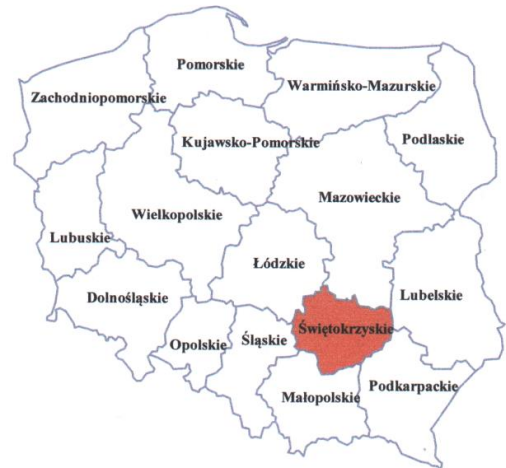 Pomorskie
Warmińsko-Mazurskie
Zachodniopomorskie
Podlaskie
Kujawsko-Pomorskie
Mazowieckie
Wielkopolskie
Lubuskie
Łódzkie
Lubelskie
Dolnośląskie
Świętokrzyskie
Opolskie
Śląskie
Podkarpackie
Małopolskie